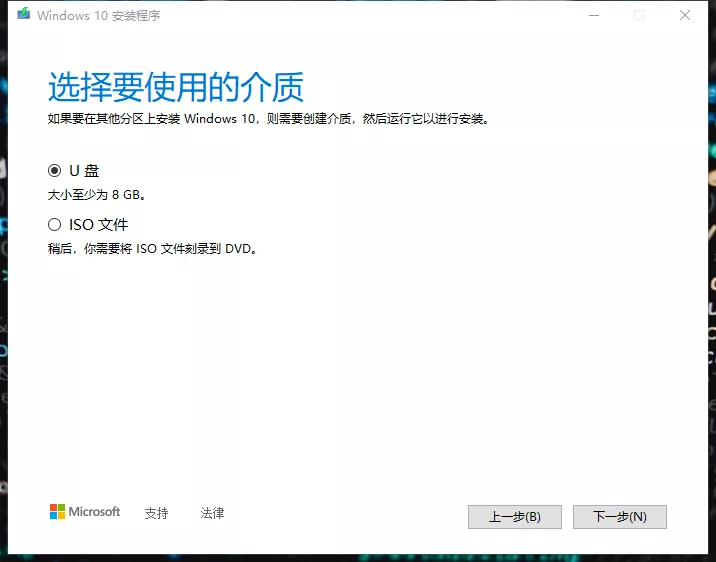 Windows 10 安装程序
选择要使用的介质
如果要在其他分区上安装 Windows 10，则需要创建介质，然后运行它以进行安装。
U 盘
大小至少为 8 GB。
ISO 文件
稍后，你需要将 ISO 文件刻录到 DVD。
Microsoft 支持 法律 上一步(B) 下一步(N)